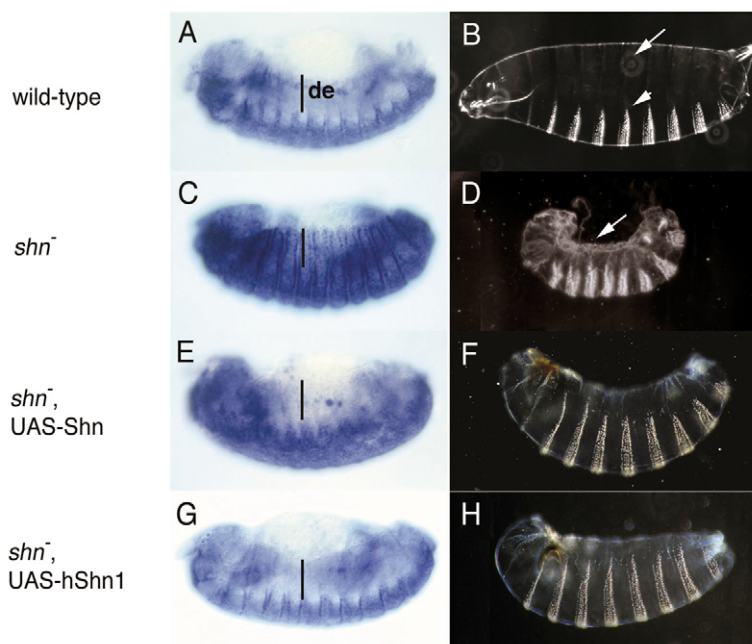 A
B
wild-type
de
C
D
shn-
E
F
shn-,
UAS-Shn
G
H
shn-,
UAS-hShn1